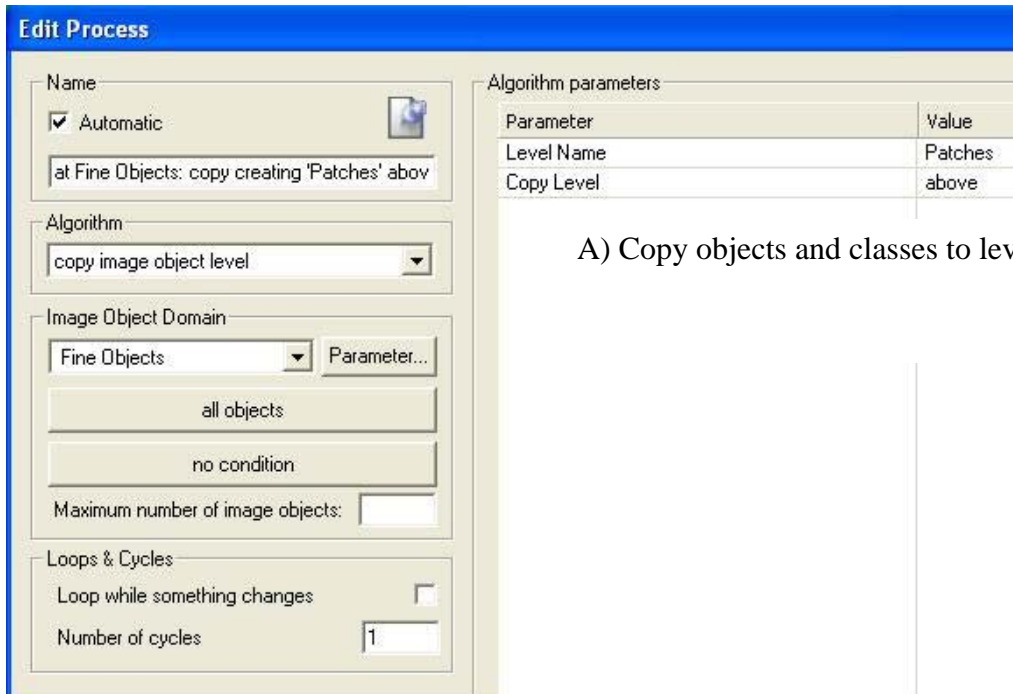 Edit Process
Name
Automatic
at Fine Objects: copy creating 'Patches' abov
Algorithm
copy image object level
Image Object Domain
Fine Objects Parameter...
all objects
no condition
Maximum number of image objects:
Loops & Cycles
Loop while something changes
Number of cycles 1
Algorithm parameters
Parameter Value
Level Name Patches
Copy Level above
A) Copy objects and classes to lev